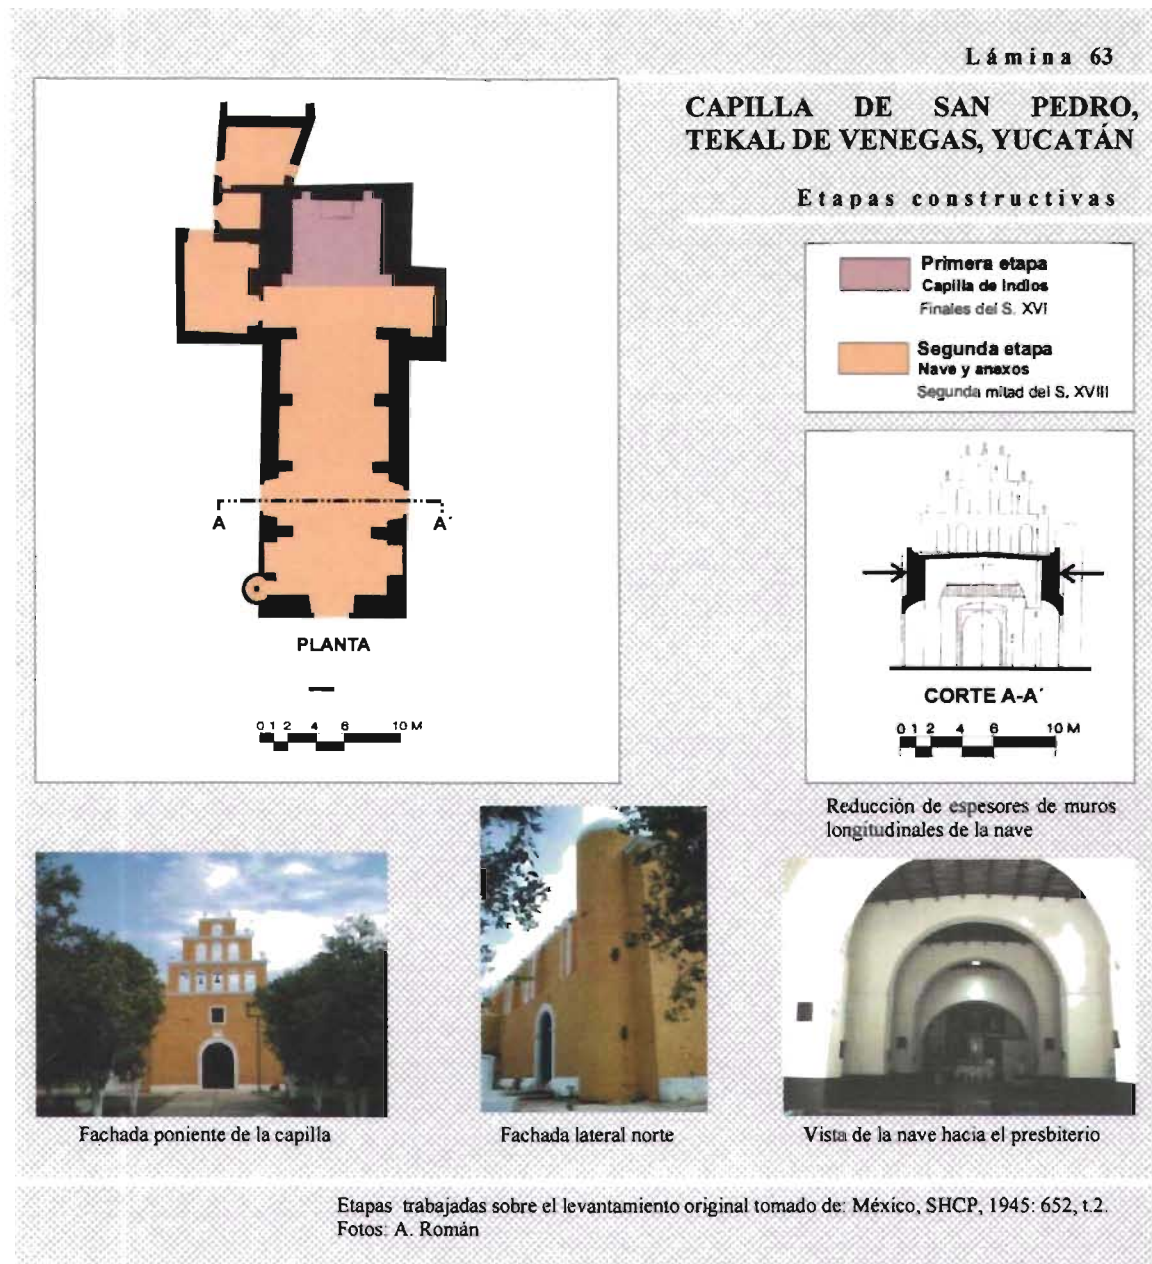 Lámina 63
CAPILLA DE SAN PEDRO,
TEKAL DE VENEGAS, YUCATÁN
Etapas constructivas
Primera etapa
Capilla de Indios
Finales del S. XVI
Segunda etapa
Nave y anexos
Segunda mitad del S. XVIII
A
A´
PLANTA
0 1 2 4 6 10 M
CORTE A-A´
0 1 2 4 6 10 M
Reducción de espesores de muros
longitudinales de la nave
Fachada poniente de la capilla
Fachada lateral norte
Vista de la nave hacia el presbiterio
Etapas trabajadas sobre el levantamiento original tomado de: México, SHCP, 1945: 652, t.2.
Fotos: A. Román